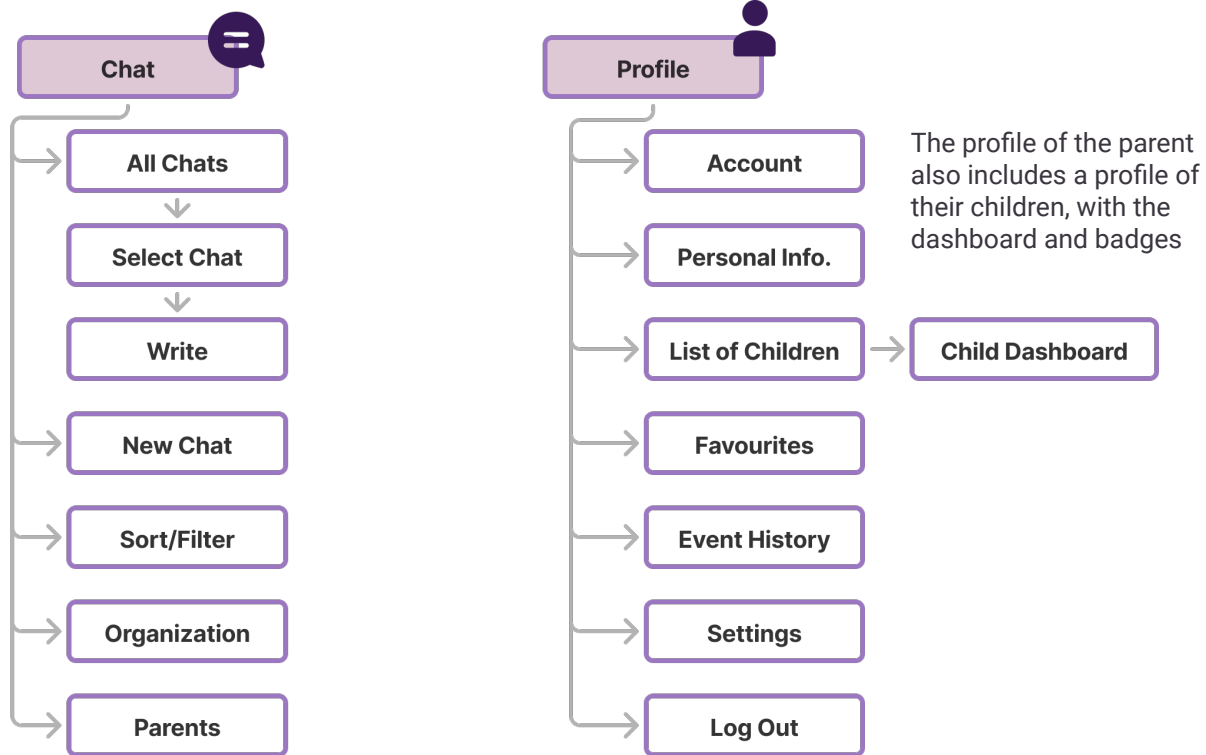 Chat
All Chats
Select Chat
Write
New Chat
Sort/Filter
Organization
Parents
Profile
Account
Personal Info.
List of Children
Child Dashboard
Favourites
Event History
Settings
Log Out
The profile of the parent
also includes a profile of
their children, with the
dashboard and badges